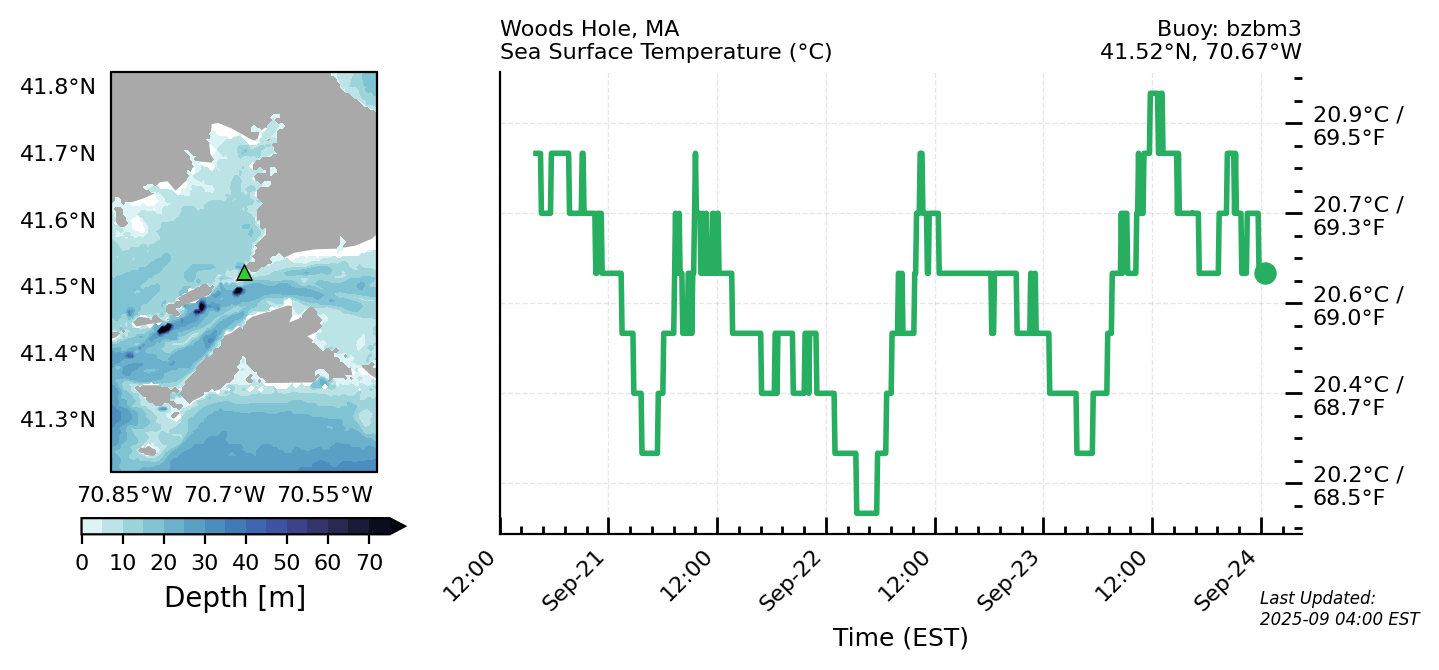 Woods Hole, MA
Sea Surface Temperature (°C)
Buoy: bzbm3
41.52°N, 70.67°W
41.8°N
41.7°N
41.6°N
41.5°N
41.4°N
41.3°N
70.85°W 70.7°W 70.55°W
0 10 20 30 40 50 60 70
Depth [m]
20.9°C /
69.5°F
20.7°C /
69.3°F
20.6°C /
69.0°F
20.4°C /
68.7°F
20.2°C /
68.5°F
12:00 Sep-21 12:00 Sep-22 12:00 Sep-23 12:00 Sep-24
Time (EST)
Last Updated:
2025-09 04:00 EST